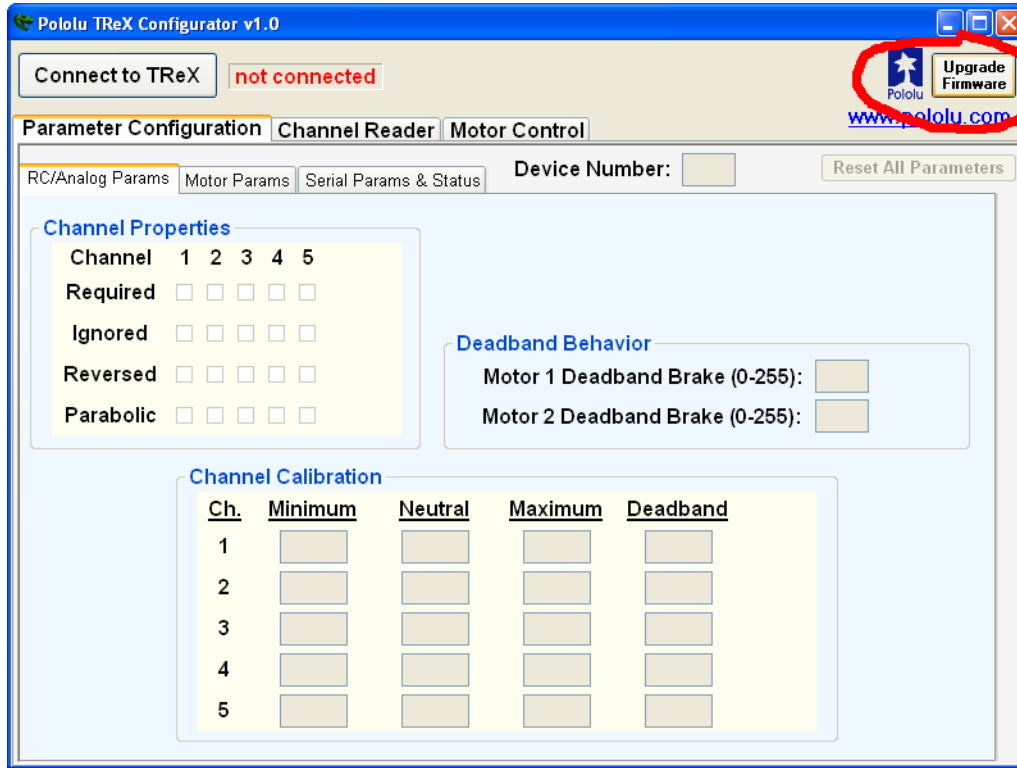 Pololu TReX Configurator v1.0
Connect to TReX not connected
Pololu
Upgrade
Firmware
www.pololu.com
Parameter Configuration Channel Reader Motor Control
RC/Analog Params Motor Params Serial Params & Status Device Number: Reset All Parameters
Channel Properties
Channel 1 2 3 4 5
Required
Ignored
Reversed
Parabolic
Deadband Behavior
Motor 1 Deadband Brake (0-255):
Motor 2 Deadband Brake (0-255):
Channel Calibration
Ch. Minimum Neutral Maximum Deadband
1
2
3
4
5